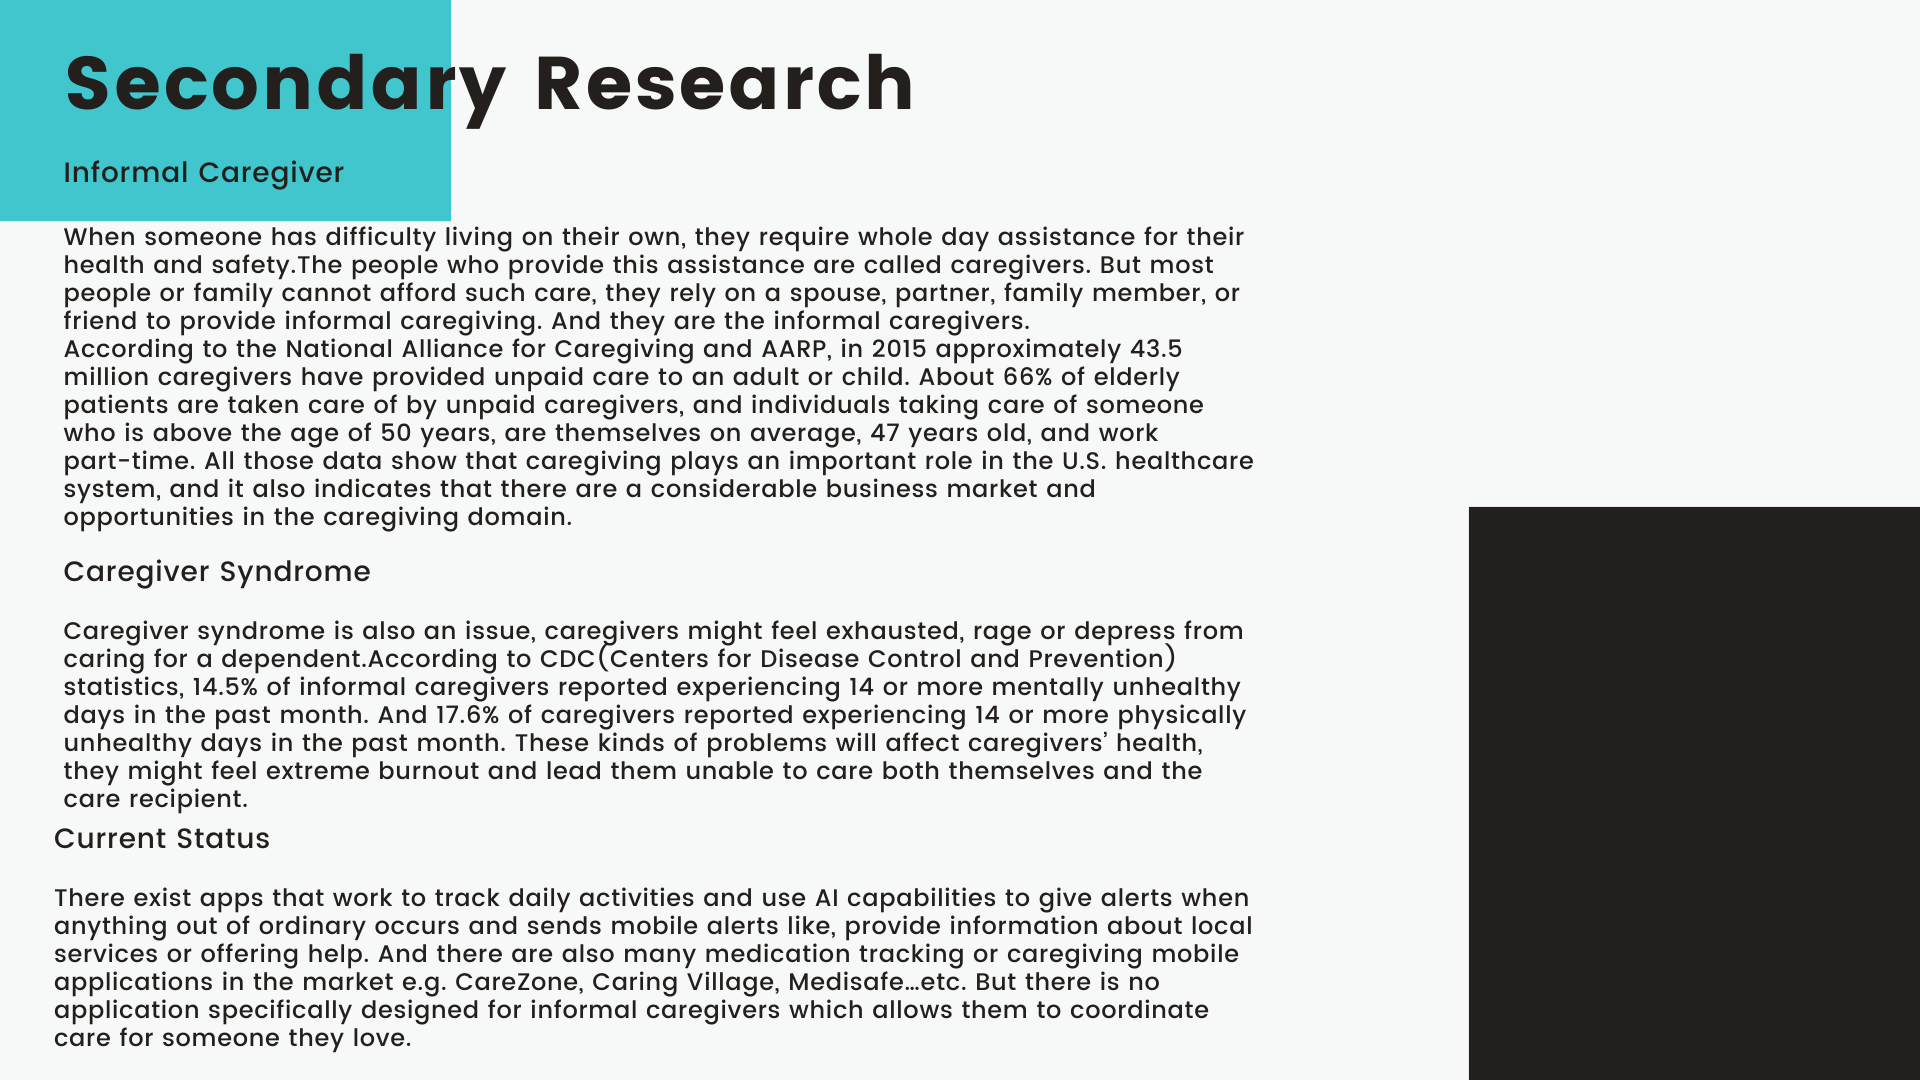 Secondary Research
Informal Caregiver
When someone has difficulty living on their own, they require whole day assistance for their
health and safety.The people who provide this assistance are called caregivers. But most
people or family cannot afford such care, they rely on a spouse, partner, family member, or
friend to provide informal caregiving. And they are the informal caregivers.
According to the National Alliance for Caregiving and AARP, in 2015 approximately 43.5
million caregivers have provided unpaid care to an adult or child. About 66% of elderly
patients are taken care of by unpaid caregivers, and individuals taking care of someone
who is above the age of 50 years, are themselves on average, 47 years old, and work
part-time. All those data show that caregiving plays an important role in the U.S. healthcare
system, and it also indicates that there are a considerable business market and
opportunities in the caregiving domain.
Caregiver Syndrome
Caregiver syndrome is also an issue, caregivers might feel exhausted, rage or depress from
caring for a dependent.According to CDC(Centers for Disease Control and Prevention)
statistics, 14.5% of informal caregivers reported experiencing 14 or more mentally unhealthy
days in the past month. And 17.6% of caregivers reported experiencing 14 or more physically
unhealthy days in the past month. These kinds of problems will affect caregivers’ health,
they might feel extreme burnout and lead them unable to care both themselves and the
care recipient.
Current Status
There exist apps that work to track daily activities and use AI capabilities to give alerts when
anything out of ordinary occurs and sends mobile alerts like, provide information about local
services or offering help. And there are also many medication tracking or caregiving mobile
applications in the market e.g. CareZone, Caring Village, Medisafe…etc. But there is no
application specifically designed for informal caregivers which allows them to coordinate
care for someone they love.